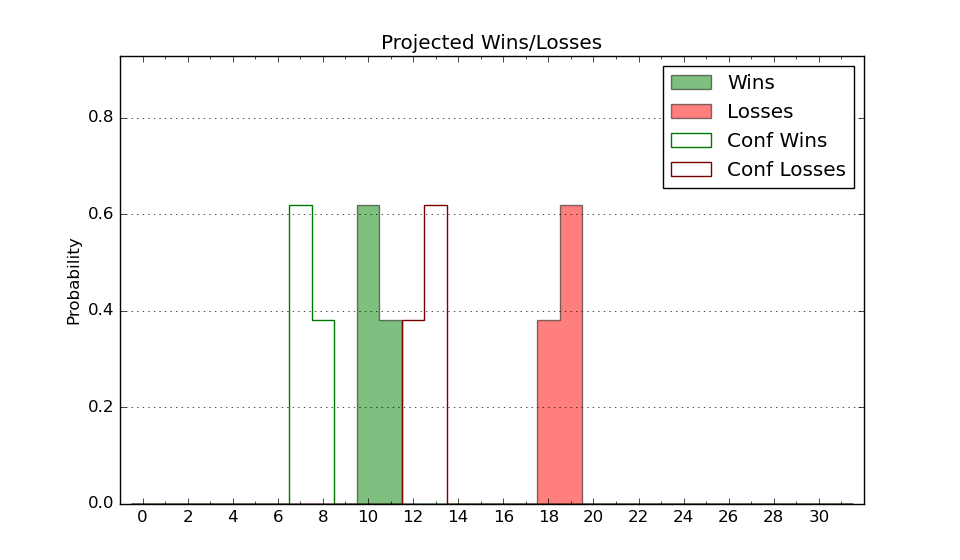 Projected Wins/Losses
Wins
Losses
Conf Wins
Conf Losses
Probability
0.8
0.6
0.4
0.2
0.0
0 2 4 6 8 10 12 14 16 18 20 22 24 26 28 30